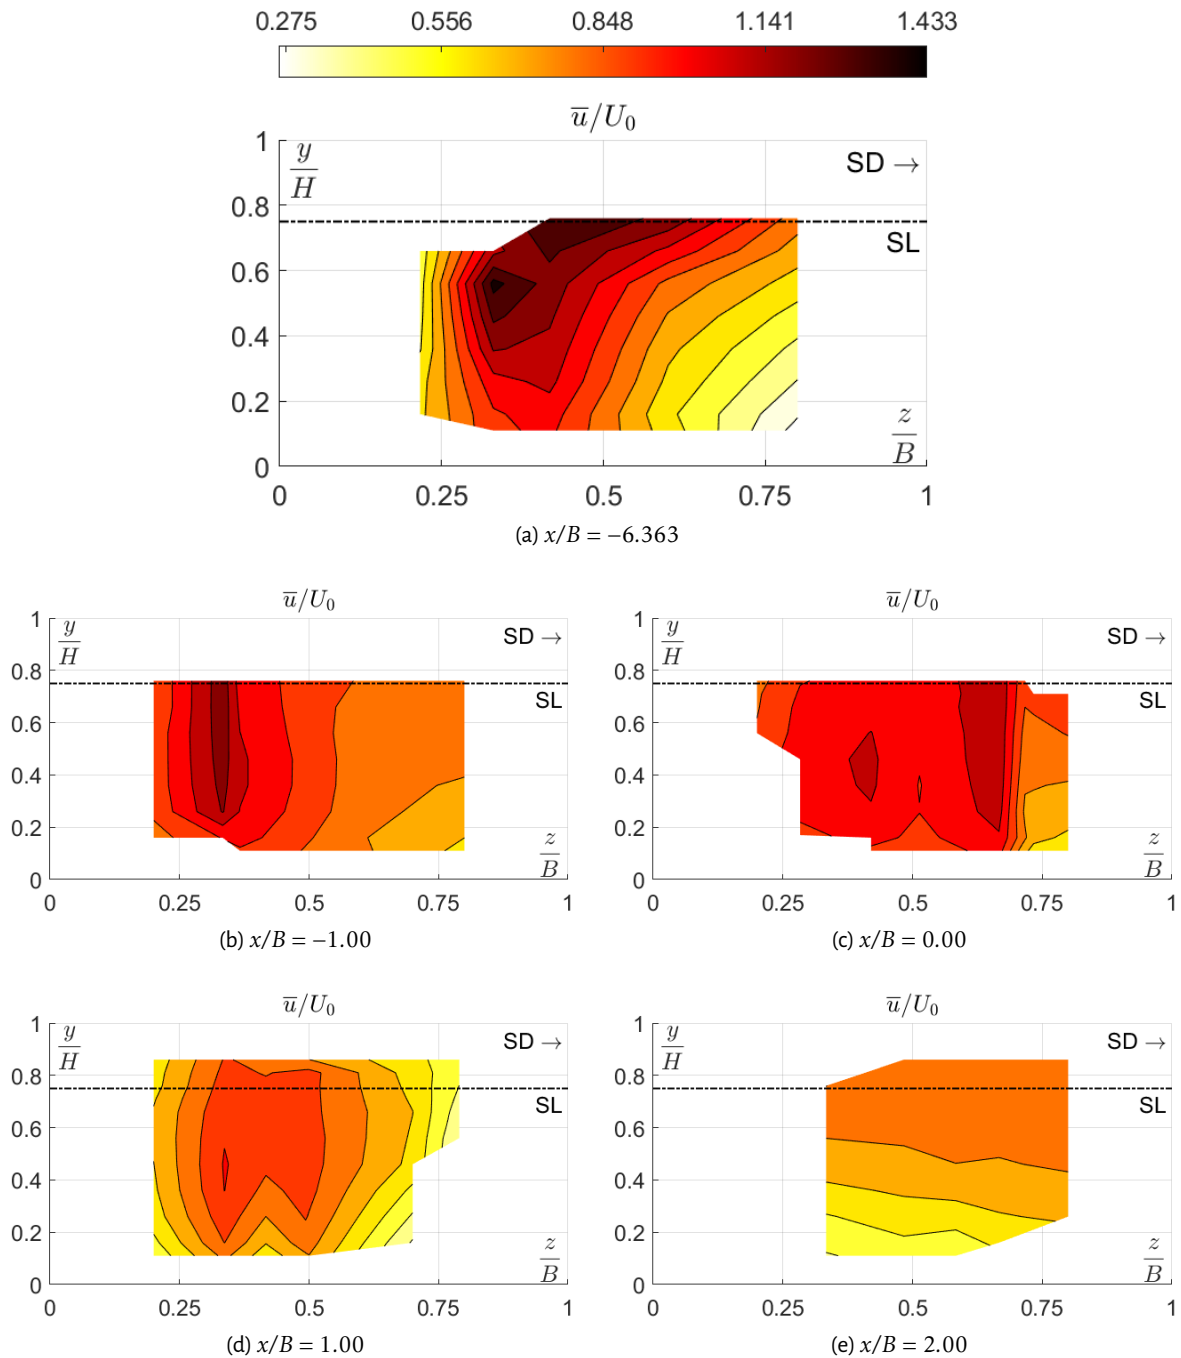 0.275 0.556 0.848 1.141 1.433
u̅/U₀
1
y/H
SD →
0.8
SL
0.6
0.4
0.2
z/B
0
0 0.25 0.5 0.75 1
(a) x/B = −6.363
u̅/U₀
1
y/H
SD →
0.8
SL
0.6
0.4
0.2
z/B
0
0 0.25 0.5 0.75 1
(b) x/B = −1.00
u̅/U₀
1
y/H
SD →
0.8
SL
0.6
0.4
0.2
z/B
0
0 0.25 0.5 0.75 1
(c) x/B = 0.00
u̅/U₀
1
y/H
SD →
0.8
SL
0.6
0.4
0.2
z/B
0
0 0.25 0.5 0.75 1
(d) x/B = 1.00
u̅/U₀
1
y/H
SD →
0.8
SL
0.6
0.4
0.2
z/B
0
0 0.25 0.5 0.75 1
(e) x/B = 2.00